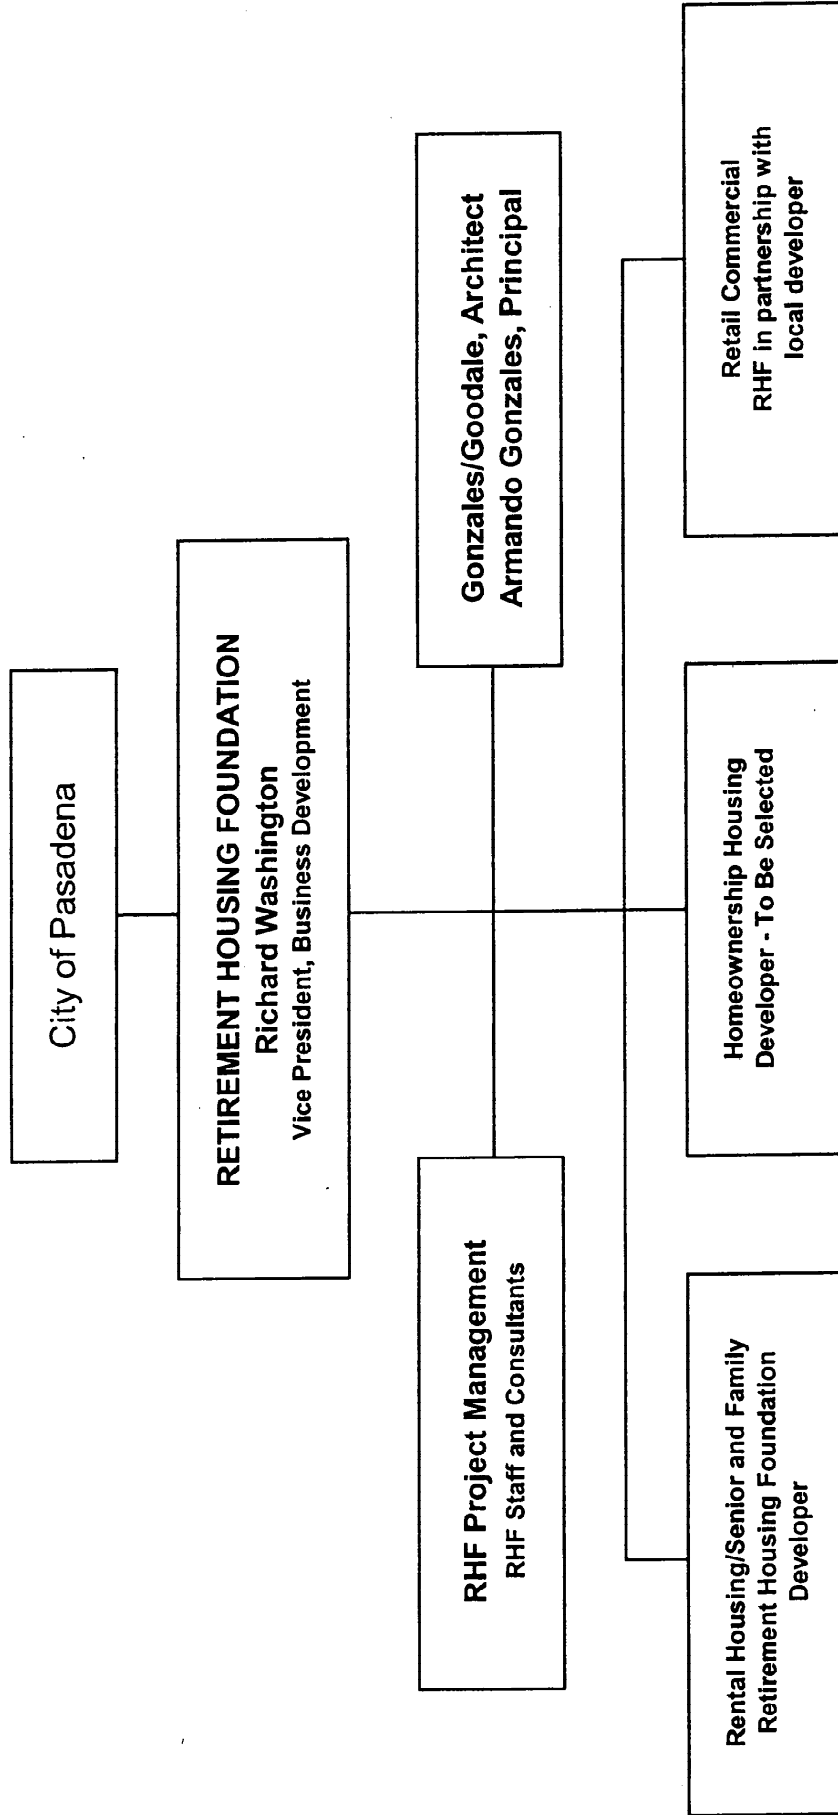 City of Pasadena
RETIREMENT HOUSING FOUNDATION
Richard Washington
Vice President, Business Development
RHF Project Management
RHF Staff and Consultants
Gonzales/Goodale, Architect
Armando Gonzales, Principal
Rental Housing/Senior and Family
Retirement Housing Foundation
Developer
Homeownership Housing
Developer - To Be Selected
Retail Commercial
RHF in partnership with
local developer